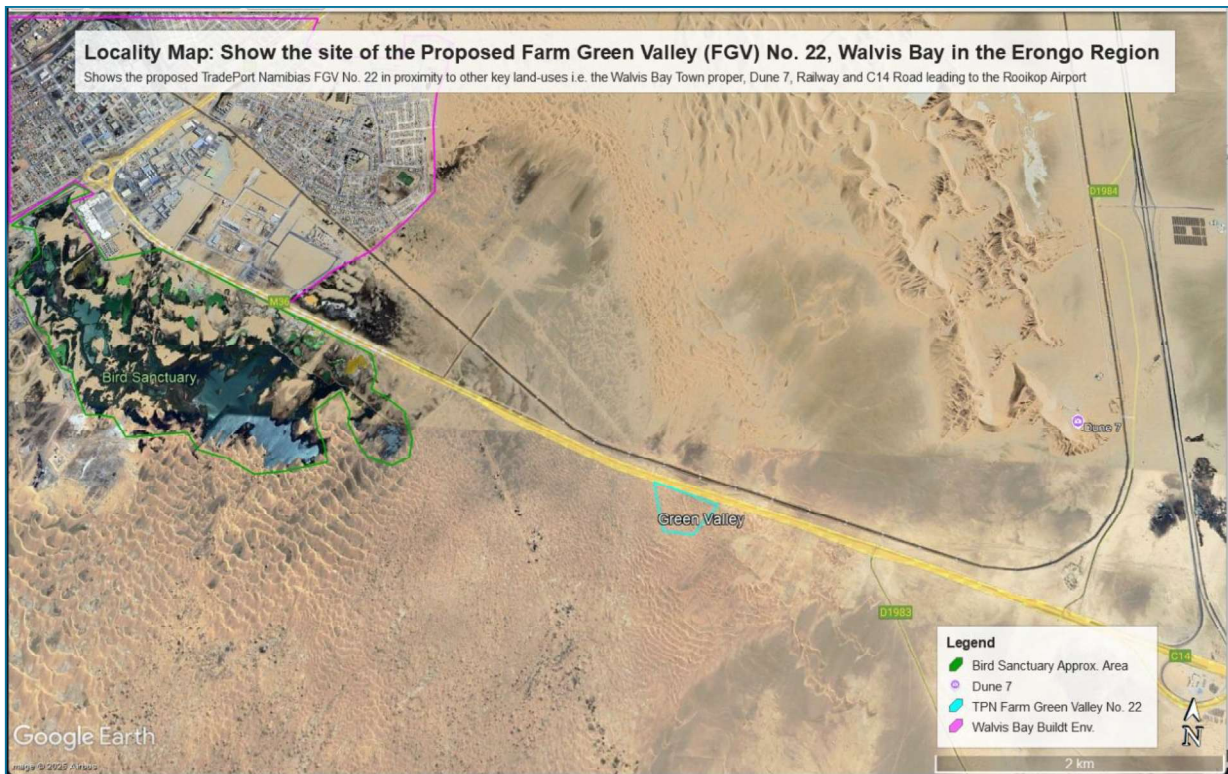 Locality Map: Show the site of the Proposed Farm Green Valley (FGV) No. 22, Walvis Bay in the Erongo Region
Shows the proposed TradePort Namibias FGV No. 22 in proximity to other key land-uses i.e. the Walvis Bay Town proper, Dune 7, Railway and C14 Road leading to the Rooikop Airport
D1984
M36
Bird Sanctuary
Dune 7
Green Valley
D1983
C14
Legend
Bird Sanctuary Approx. Area
Dune 7
TPN Farm Green Valley No. 22
Walvis Bay Buildt Env.
N
Google Earth
Image © 2025 Airbus
2 km